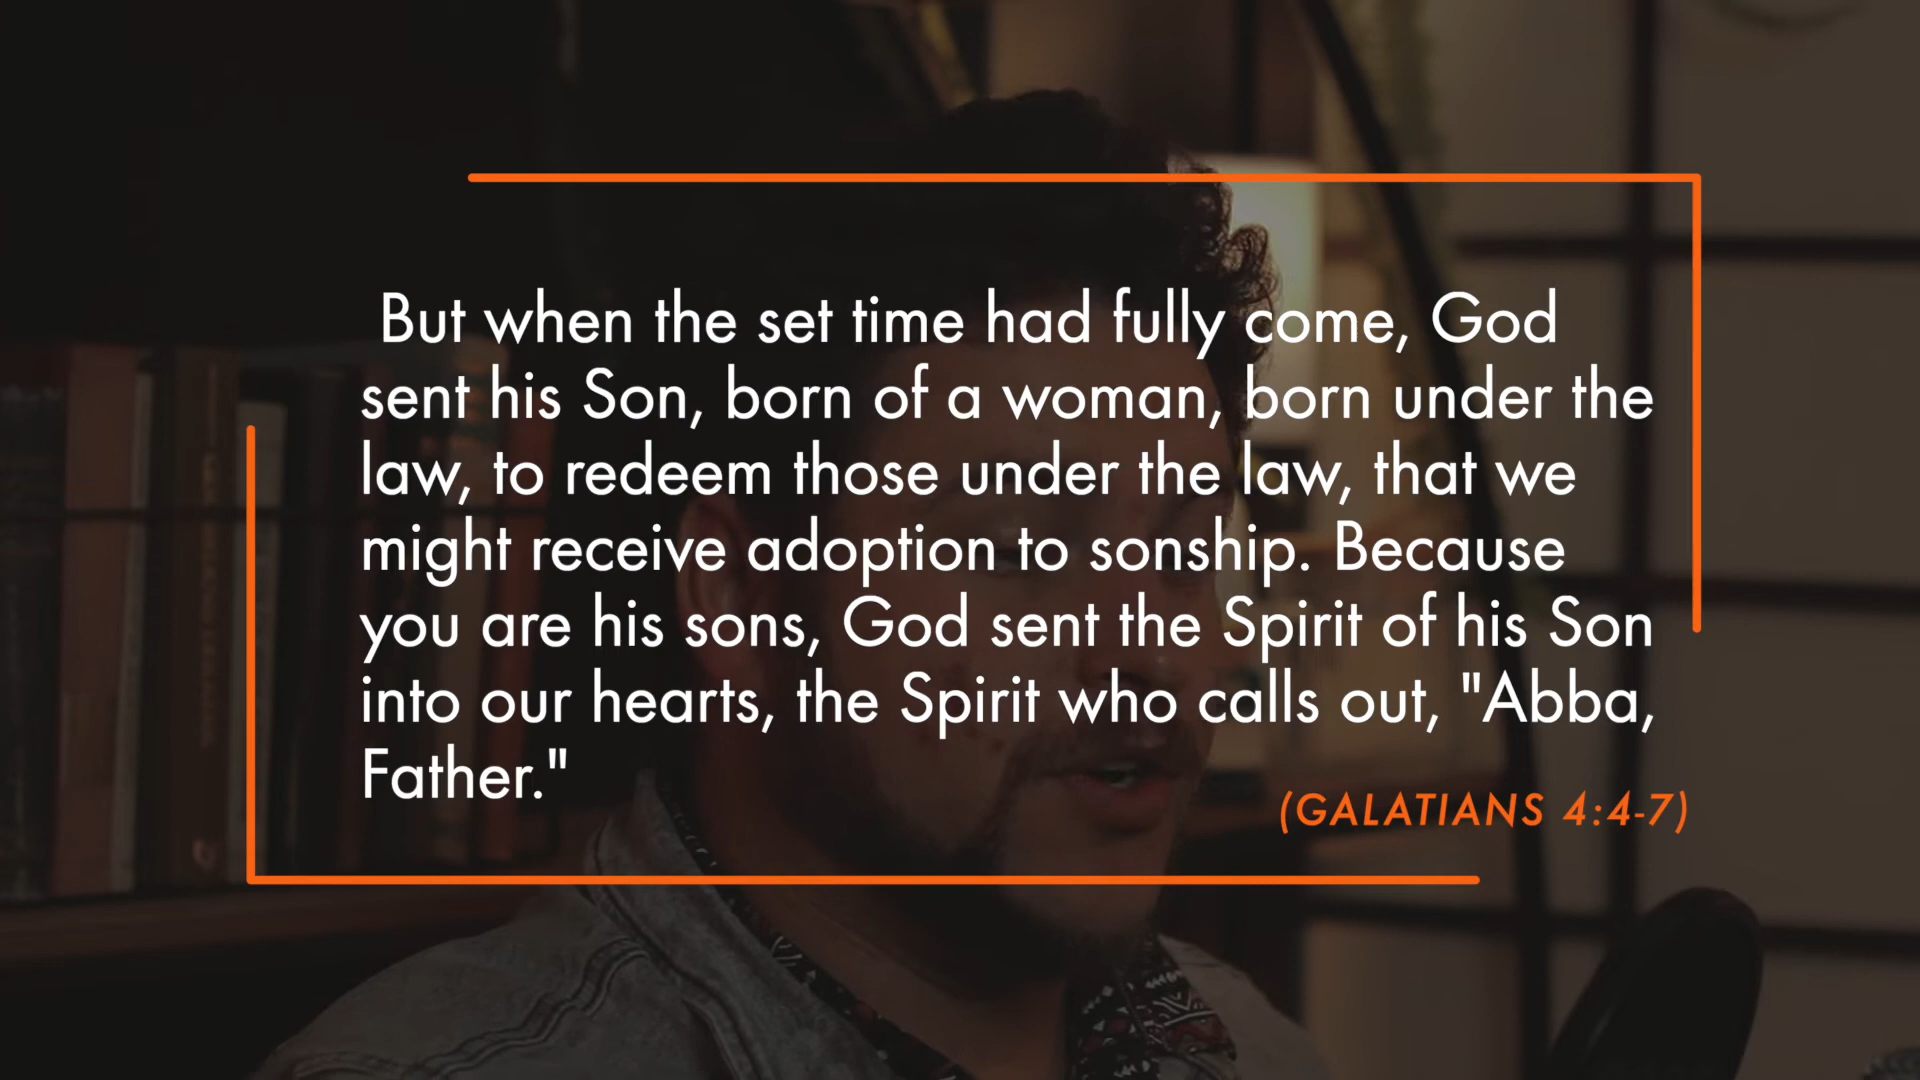 But when the set time had fully come, God
sent his Son, born of a woman, born under the
law, to redeem those under the law, that we
might receive adoption to sonship. Because
you are his sons, God sent the Spirit of his Son
into our hearts, the Spirit who calls out, "Abba,
Father."
(GALATIANS 4:4-7)